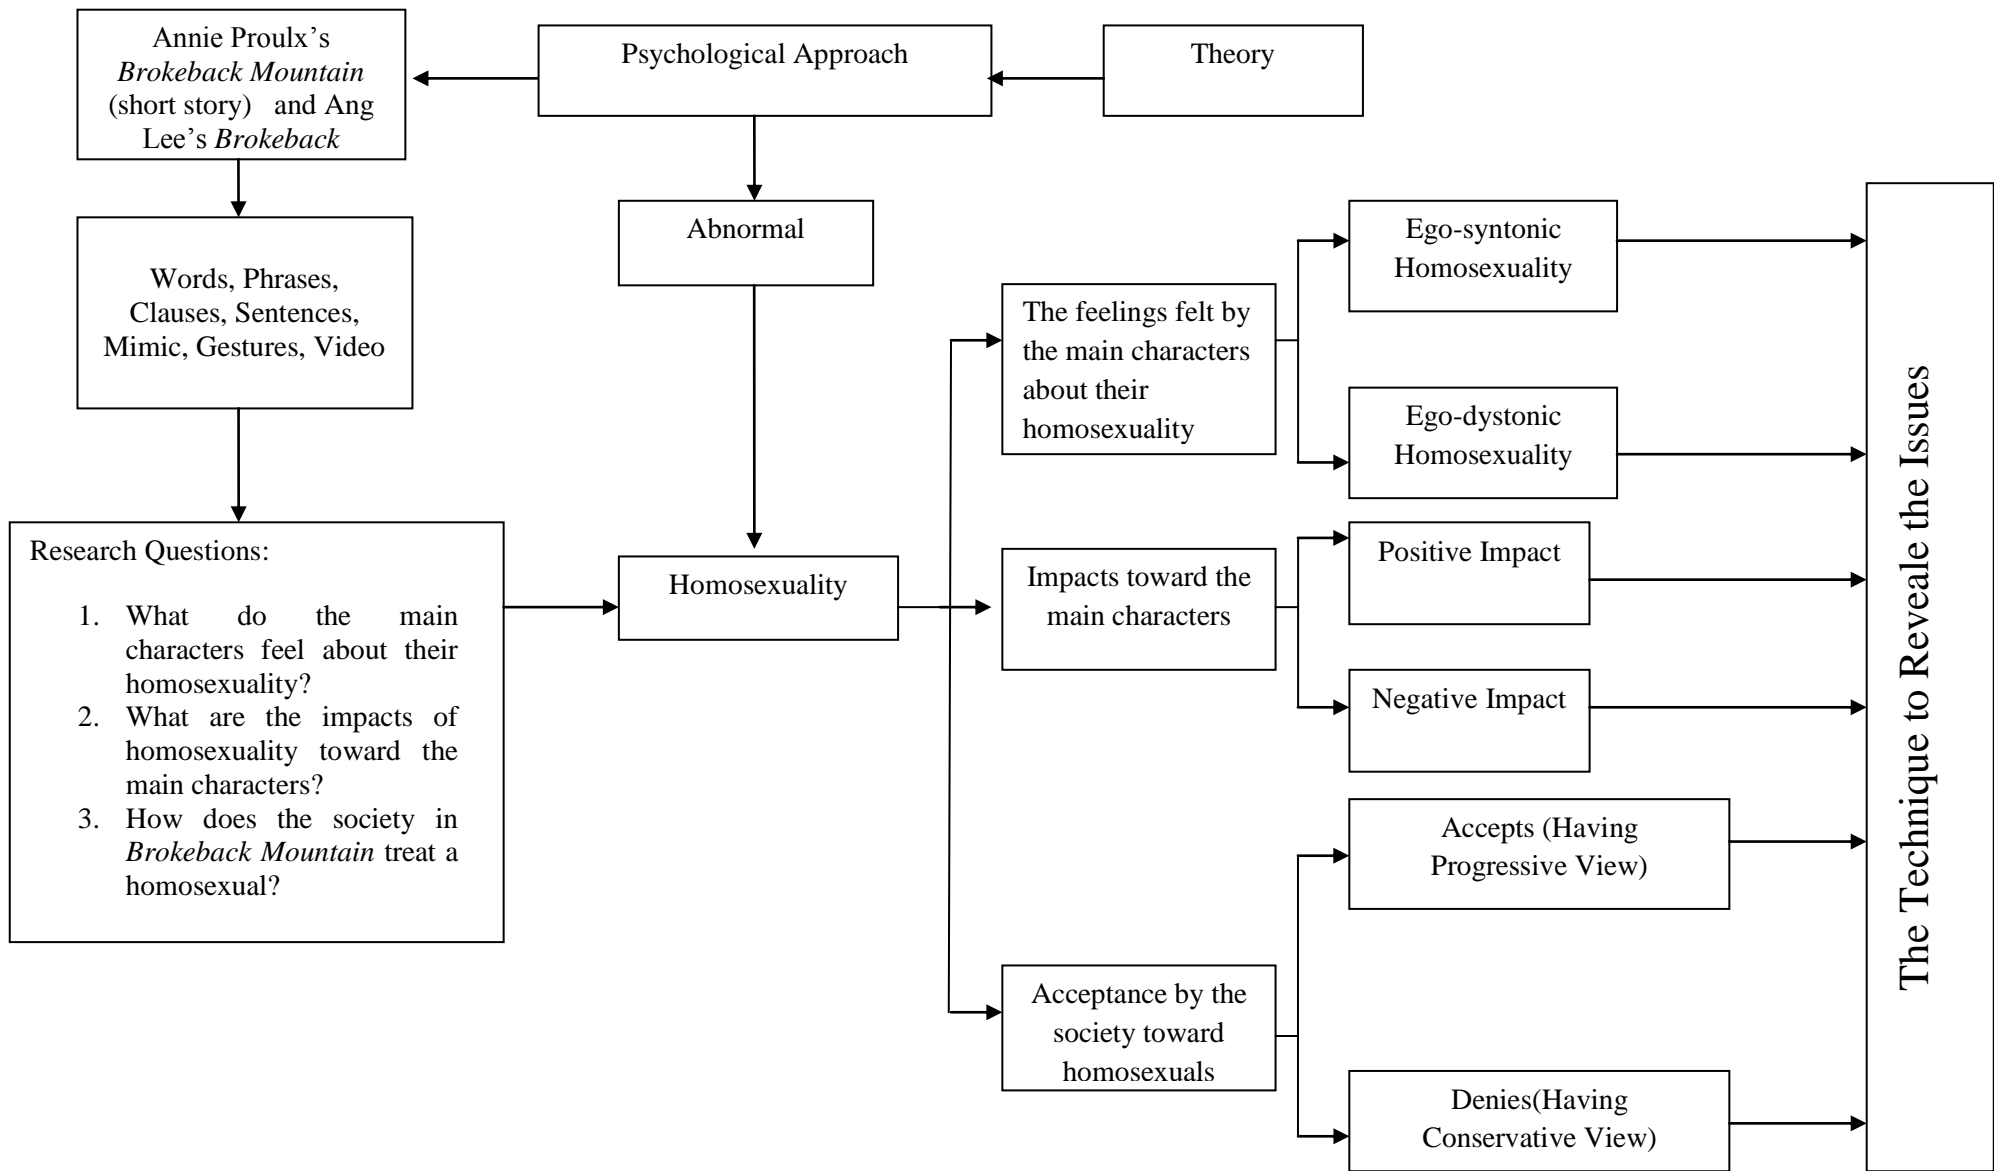 Annie Proulx’s
Brokeback Mountain
(short story) and Ang
Lee’s Brokeback
Psychological Approach
Theory
Words, Phrases,
Clauses, Sentences,
Mimic, Gestures, Video
Abnormal
Research Questions:
1. What do the main
characters feel about their
homosexuality?
2. What are the impacts of
homosexuality toward the
main characters?
3. How does the society in
Brokeback Mountain treat a
homosexual?
Homosexuality
The feelings felt by
the main characters
about their
homosexuality
Ego-syntonic
Homosexuality
Ego-dystonic
Homosexuality
Impacts toward the
main characters
Positive Impact
Negative Impact
Acceptance by the
society toward
homosexuals
Accepts (Having
Progressive View)
Denies(Having
Conservative View)
The Technique to Reveale the Issues